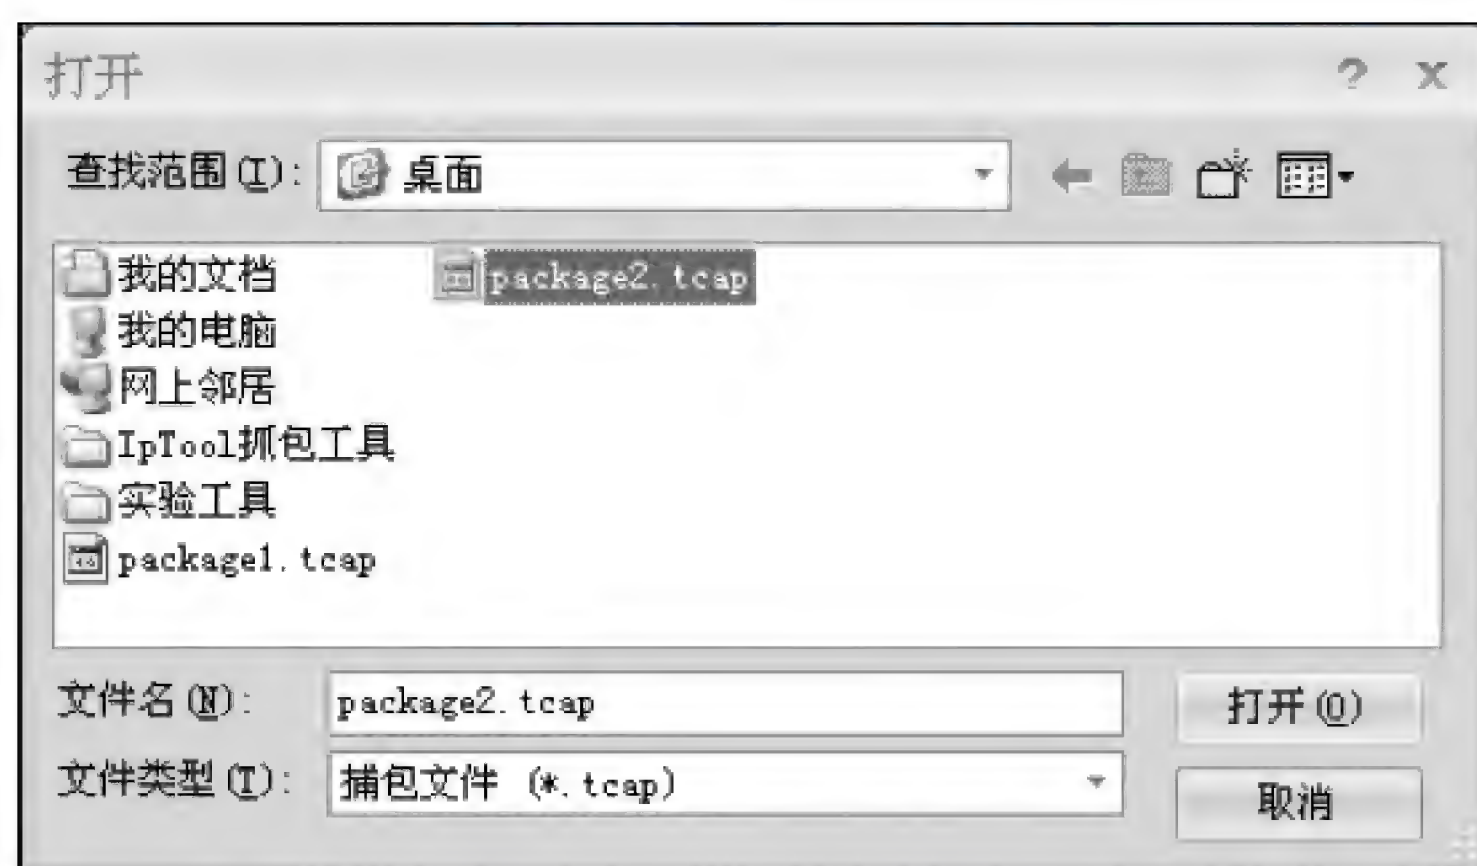 打开
查找范围(I): 桌面
我的文档
我的电脑
网上邻居
IpTool抓包工具
实验工具
package1.tcap
package2.tcap
文件名(N): package2.tcap
打开(O)
文件类型(T): 捕包文件 (*.tcap)
取消